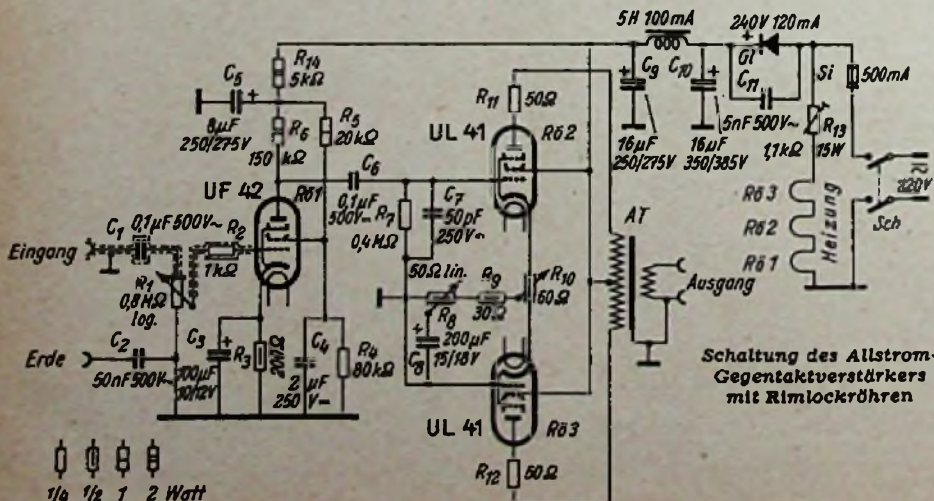 5H 100mA
240V 120mA
+
Gl
C9
C10
C11
Si
500mA
5nF 500V~
16µF
250/275V
16µF
350/385V
R13
1,1kΩ
15W
220V
Sch
Heizung
Rö3
Rö2
Rö1
R14
5kΩ
C5
+
8µF
250/275V
R6
150 kΩ
R5
20kΩ
R11
50Ω
UL 41
Rö2
UF 42
Rö1
C6
0,1µF
500V=
R7
0,4MΩ
C7
50pF
250V=
C1
0,1µF 500V~
R2
1kΩ
Eingang
R1
0,8MΩ
log.
Erde
C2
50nF 500V~
C3
+
100µF
10/12V
R3
C4
2 µF
250 V=
R4
80kΩ
50Ω lin.
R8
R9
30Ω
R10
60Ω
C8
+
200µF
15/18V
AT
Ausgang
UL 41
Rö3
R12
50Ω
Schaltung des Allstrom-
Gegentaktverstärkers
mit Rimlockröhren
1/4 1/2 1 2 Watt